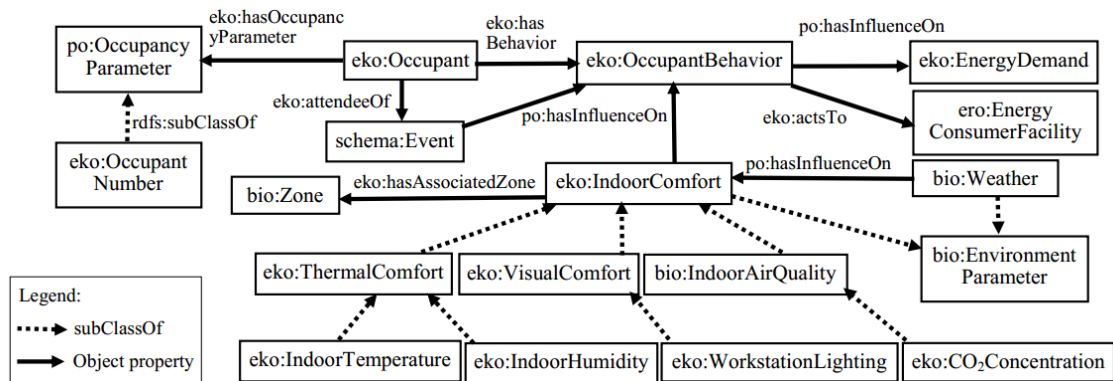 eko:hasOccupanc
yParameter
eko:has
Behavior
po:hasInfluenceOn
po:Occupancy
Parameter
eko:Occupant
eko:OccupantBehavior
eko:EnergyDemand
eko:attendeeOf
rdfs:subClassOf
po:hasInfluenceOn
eko:actsTo
ero:Energy
ConsumerFacility
schema:Event
eko:Occupant
Number
po:hasInfluenceOn
bio:Zone
eko:hasAssociatedZone
eko:IndoorComfort
bio:Weather
bio:Environment
Parameter
eko:ThermalComfort
eko:VisualComfort
bio:IndoorAirQuality
Legend:
subClassOf
Object property
eko:IndoorTemperature
eko:IndoorHumidity
eko:WorkstationLighting
eko:CO₂Concentration